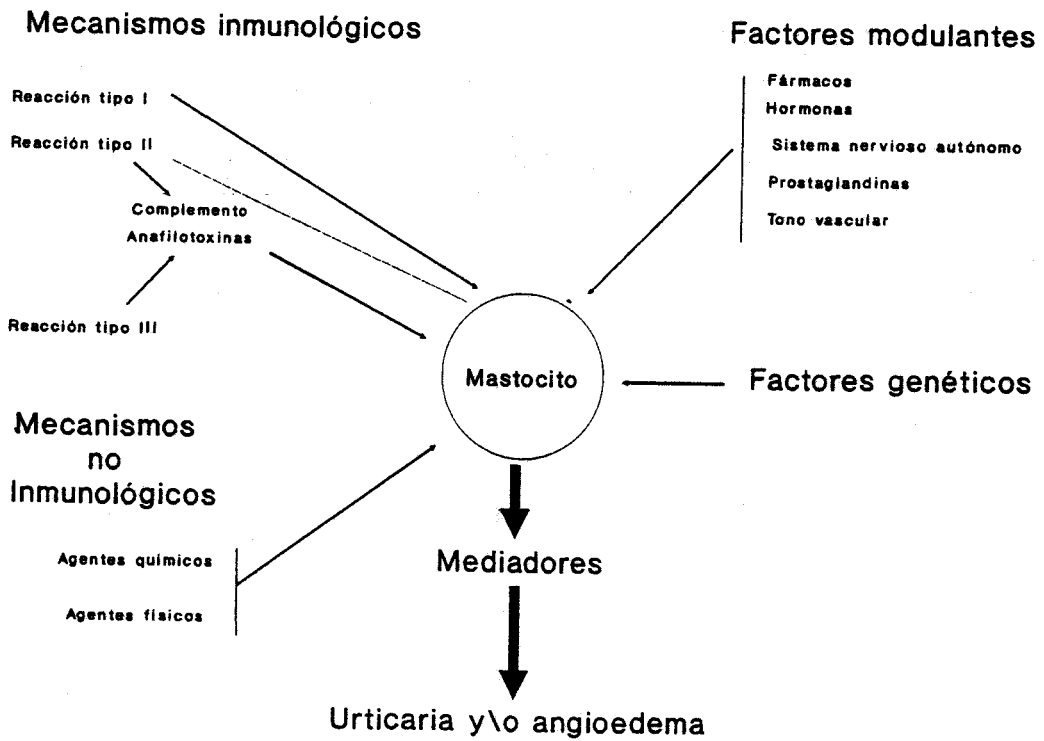 Mecanismos inmunológicos
Reacción tipo I
Reacción tipo II
Complemento
Anafilotoxinas
Reacción tipo III
Factores modulantes
Fármacos
Hormonas
Sistema nervioso autónomo
Prostaglandinas
Tono vascular
Mastocito
Factores genéticos
Mecanismos
no
Inmunológicos
Agentes químicos
Agentes físicos
Mediadores
Urticaria y\o angioedema